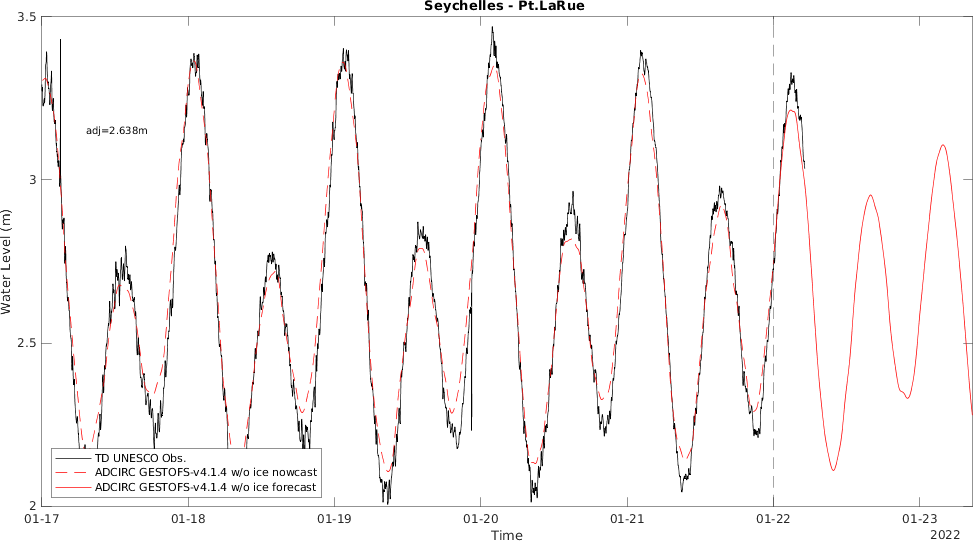 Seychelles - Pt.LaRue
3.5
adj=2.638m
3
Water Level (m)
2.5
TD UNESCO Obs.
ADCIRC GESTOFS-v4.1.4 w/o ice nowcast
ADCIRC GESTOFS-v4.1.4 w/o ice forecast
2
01-17 01-18 01-19 01-20 01-21 01-22 01-23
Time
2022